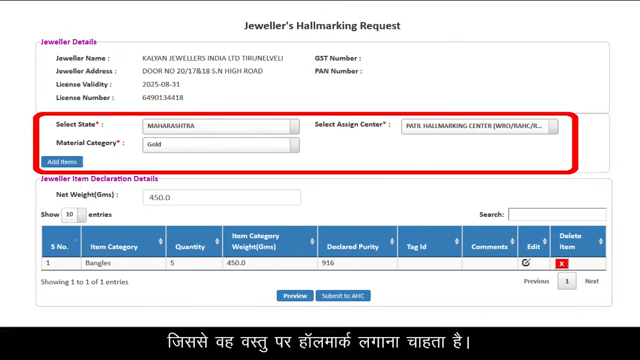 Jeweller's Hallmarking Request
Jeweller Details
Jeweller Name : KALYAN JEWELLERS INDIA LTD TIRUNELVELI GST Number :
Jeweller Address : DOOR NO 20/17&18 S.N HIGH ROAD PAN Number :
License Validity : 2025-08-31
License Number : 6490134418
Select State* : MAHARASHTRA Select Assign Center* : PATIL HALLMARKING CENTER (WRO/RAHC/R...
Material Category* : Gold
Add Items
Jeweller Item Declaration Details
Net Weight(Gms) : 450.0
Show 10 entries Search:
S No. Item Category Quantity Item Category Weight(Gms) Declared Purity Tag Id Comments Edit Delete Item
1 Bangles 5 450.0 916 X
Showing 1 to 1 of 1 entries Previous 1 Next
Preview Submit to AHC
जिससे वह वस्तु पर हॉलमार्क लगाना चाहता है।